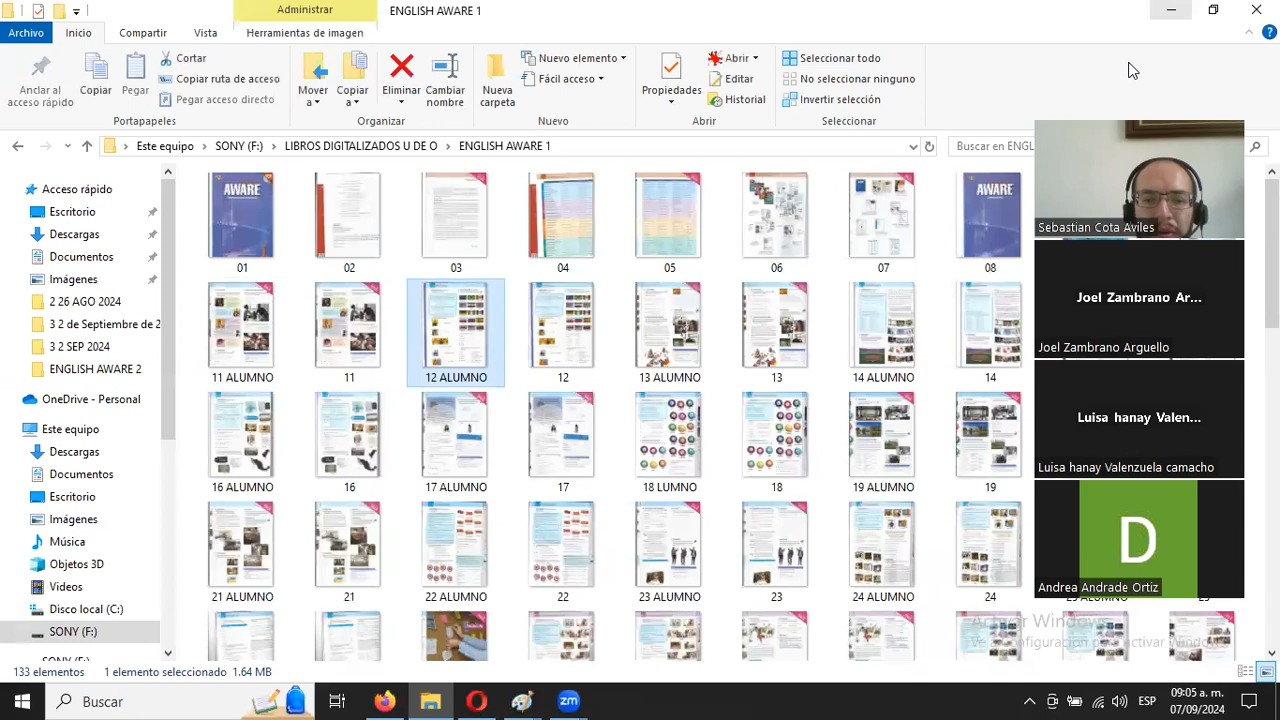 Administrar
ENGLISH AWARE 1
Archivo
Inicio
Compartir
Vista
Herramientas de imagen
Anclar al acceso rápido
Copiar
Pegar
Cortar
Copiar ruta de acceso
Pegar acceso directo
Portapapeles
Mover a
Copiar a
Eliminar
Cambiar nombre
Organizar
Nueva carpeta
Nuevo elemento
Fácil acceso
Nuevo
Propiedades
Abrir
Editar
Historial
Abrir
Seleccionar todo
No seleccionar ninguno
Invertir selección
Seleccionar
Este equipo
SONY (F:)
LIBROS DIGITALIZADOS U DE O
ENGLISH AWARE 1
Buscar en ENG
Acceso rápido
Escritorio
Descargas
Documentos
Imágenes
2 26 AGO 2024
3 2 de Septiembre de 2
3 2 SEP 2024
ENGLISH AWARE 2
OneDrive - Personal
Este equipo
Descargas
Documentos
Escritorio
Imágenes
Música
Objetos 3D
Vídeos
Disco local (C:)
SONY (F:)
AWARE
AWARE
01
02
03
04
05
06
07
08
11 ALUMNO
11
12 ALUMNO
12
13 ALUMNO
13
14 ALUMNO
14
16 ALUMNO
16
17 ALUMNO
17
18 LUMNO
18
19 ALUMNO
19
21 ALUMNO
21
22 ALUMNO
22
23 ALUMNO
23
24 ALUMNO
24
Sebastian Cota Aviles
Joel Zambrano Ar...
Joel Zambrano Arguello
Luisa hanay Valen...
Luisa hanay Valenzuela camacho
D
Andrea Andrade Ortiz
Activar Windows
133 elementos
1 elemento seleccionado 1.64 MB
Buscar
zm
ESP
09:05 a. m.
07/09/2024